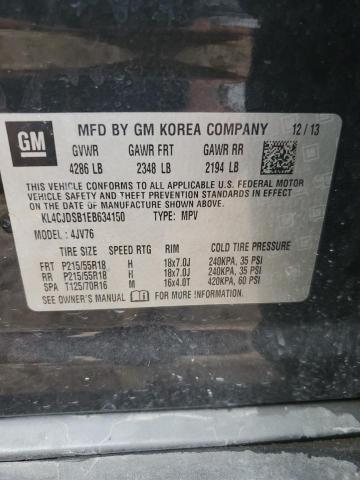 GM
MFD BY GM KOREA COMPANY 12/13
GVWR GAWR FRT GAWR RR
4286 LB 2348 LB 2194 LB
THIS VEHICLE CONFORMS TO ALL APPLICABLE U.S. FEDERAL MOTOR
VEHICLE SAFETY AND THEFT PREVENTION STANDARDS IN
EFFECT ON THE DATE OF MANUFACTURE SHOWN ABOVE.
KL4CJDSB1EB634150 TYPE: MPV
MODEL: 4JV76
TIRE SIZE SPEED RTG RIM COLD TIRE PRESSURE
FRT P215/55R18 H 18x7.0J 240KPA, 35 PSI
RR P215/55R18 H 18x7.0J 240KPA, 35 PSI
SPA T125/70R16 M 16x4.0T 420KPA, 60 PSI
SEE OWNER'S MANUAL FOR MORE INFORMATION